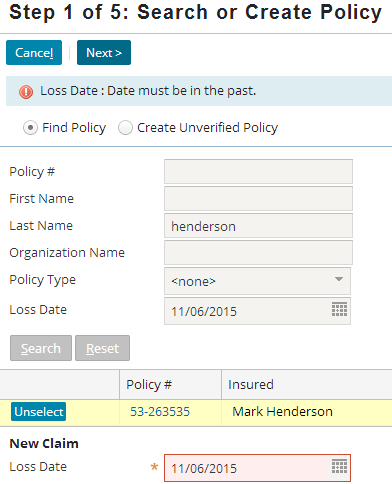 Step 1 of 5: Search or Create Policy
Cancel Next >
Loss Date : Date must be in the past.
Find Policy Create Unverified Policy
Policy #
First Name
Last Name henderson
Organization Name
Policy Type <none>
Loss Date 11/06/2015
Search Reset
Policy # Insured
Unselect 53-263535 Mark Henderson
New Claim
Loss Date * 11/06/2015